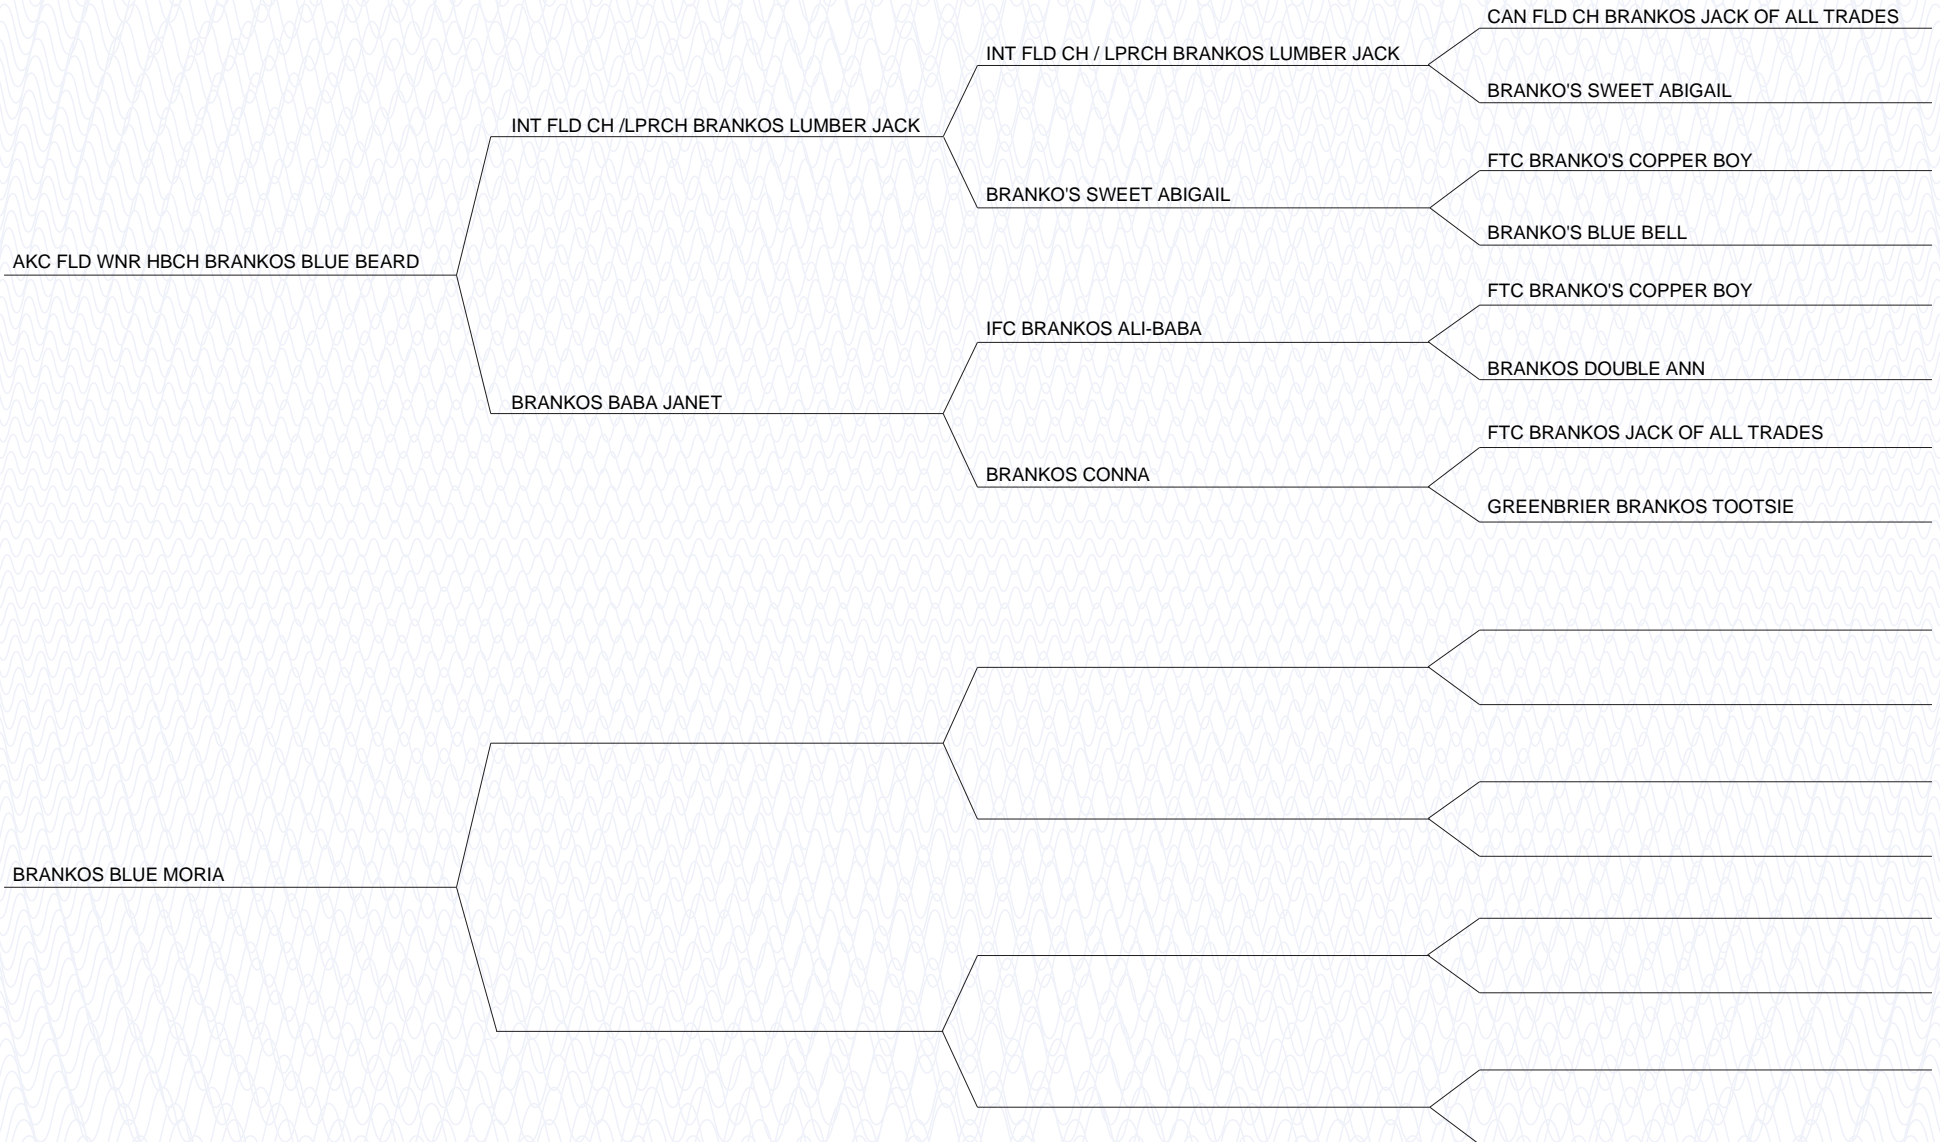 CAN FLD CH BRANKOS JACK OF ALL TRADES
INT FLD CH / LPRCH BRANKOS LUMBER JACK
BRANKO'S SWEET ABIGAIL
INT FLD CH /LPRCH BRANKOS LUMBER JACK
FTC BRANKO'S COPPER BOY
BRANKO'S SWEET ABIGAIL
BRANKO'S BLUE BELL
AKC FLD WNR HBCH BRANKOS BLUE BEARD
FTC BRANKO'S COPPER BOY
IFC BRANKOS ALI-BABA
BRANKOS DOUBLE ANN
BRANKOS BABA JANET
FTC BRANKOS JACK OF ALL TRADES
BRANKOS CONNA
GREENBRIER BRANKOS TOOTSIE
BRANKOS BLUE MORIA